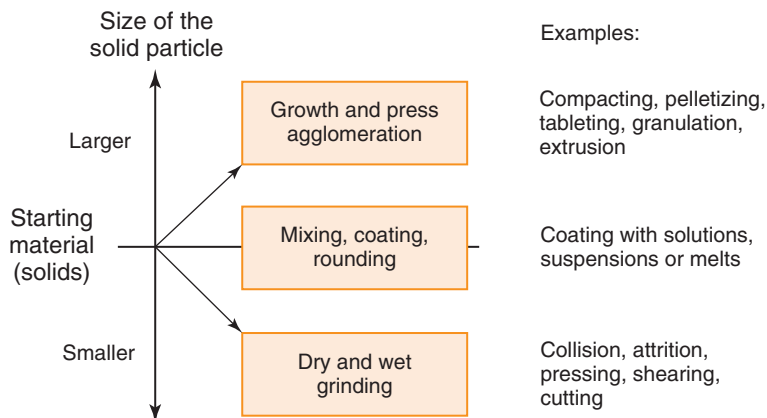 Size of the
solid particle
Examples:
Larger
Growth and press
agglomeration
Compacting, pelletizing,
tableting, granulation,
extrusion
Starting
material
(solids)
Mixing, coating,
rounding
Coating with solutions,
suspensions or melts
Smaller
Dry and wet
grinding
Collision, attrition,
pressing, shearing,
cutting